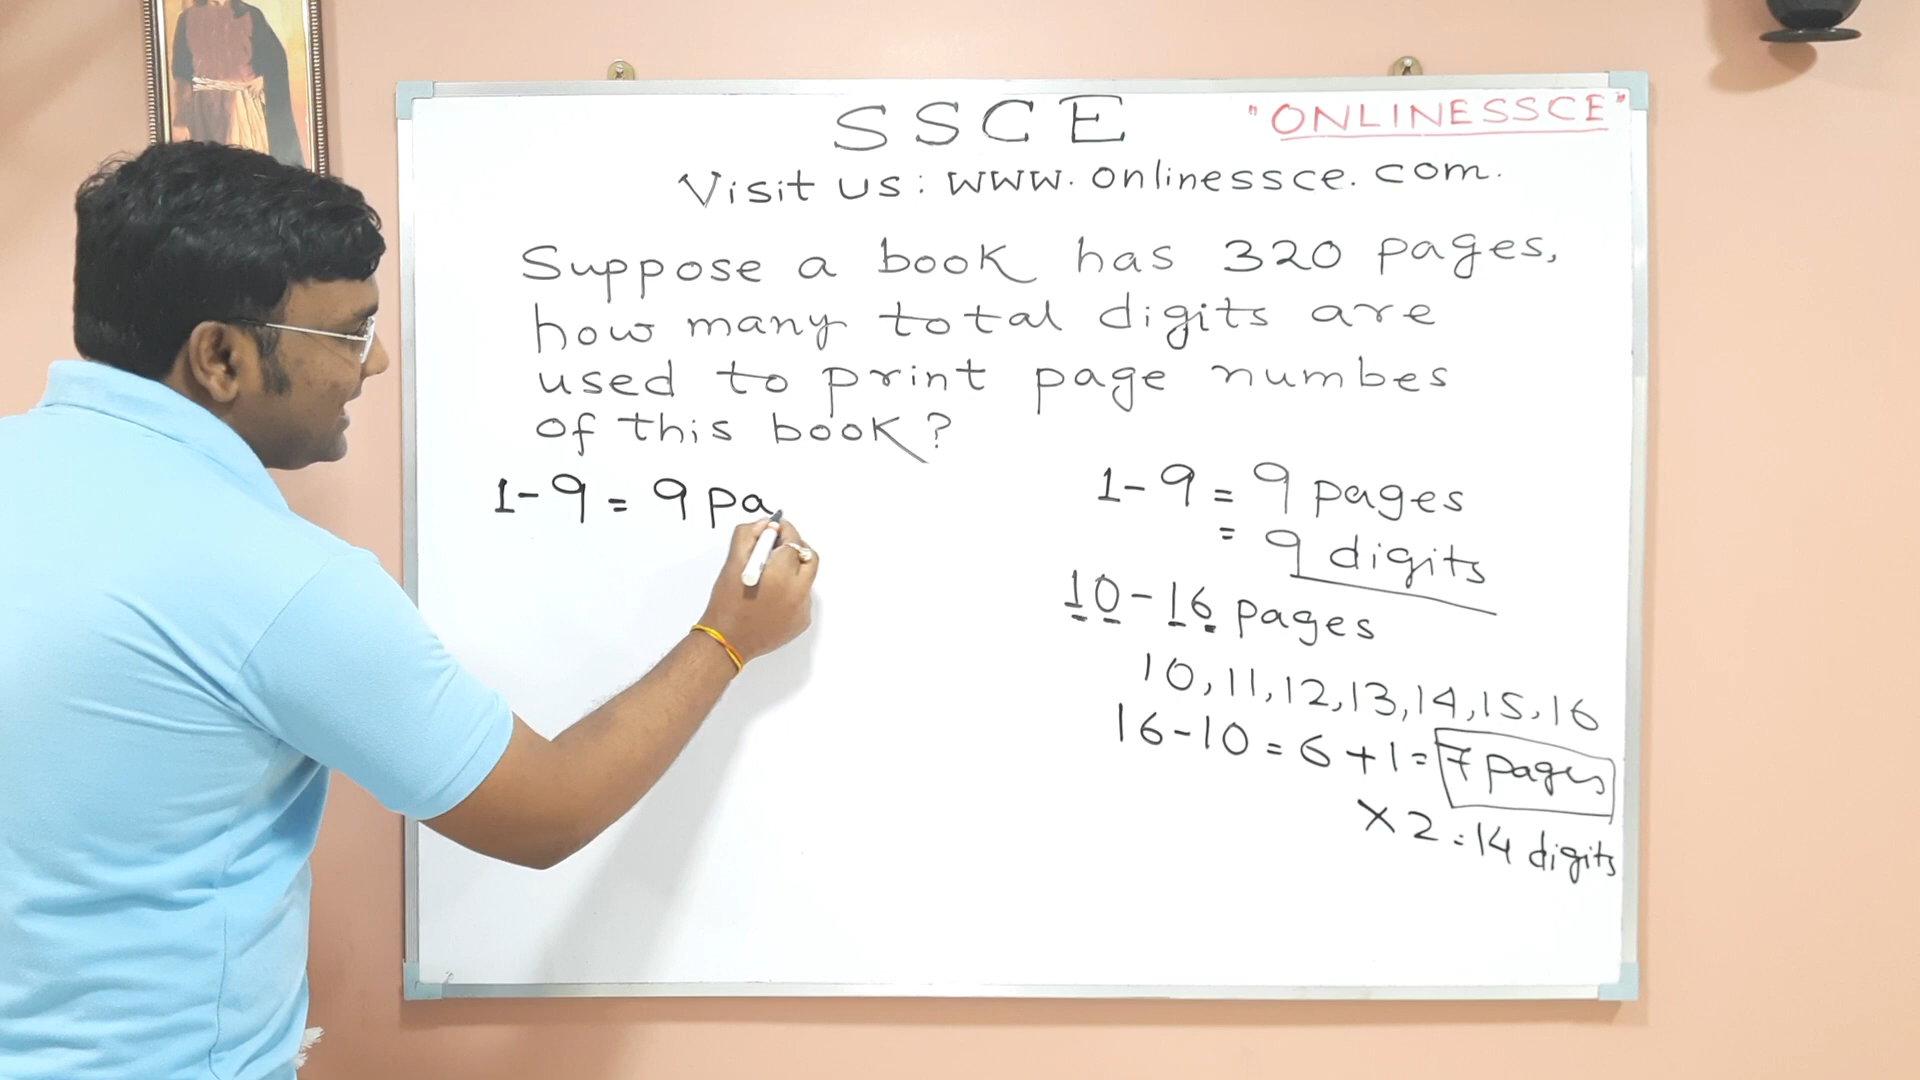 SSCE "ONLINESSCE"
Visit us: www.onlinessce.com.
Suppose a book has 320 pages,
how many total digits are
used to print page numbes
of this book?
1-9 = 9 pa
1-9 = 9 pages
= 9 digits
10-16 pages
10, 11, 12, 13, 14, 15, 16
16-10 = 6 + 1 = 7 pages
× 2 = 14 digits